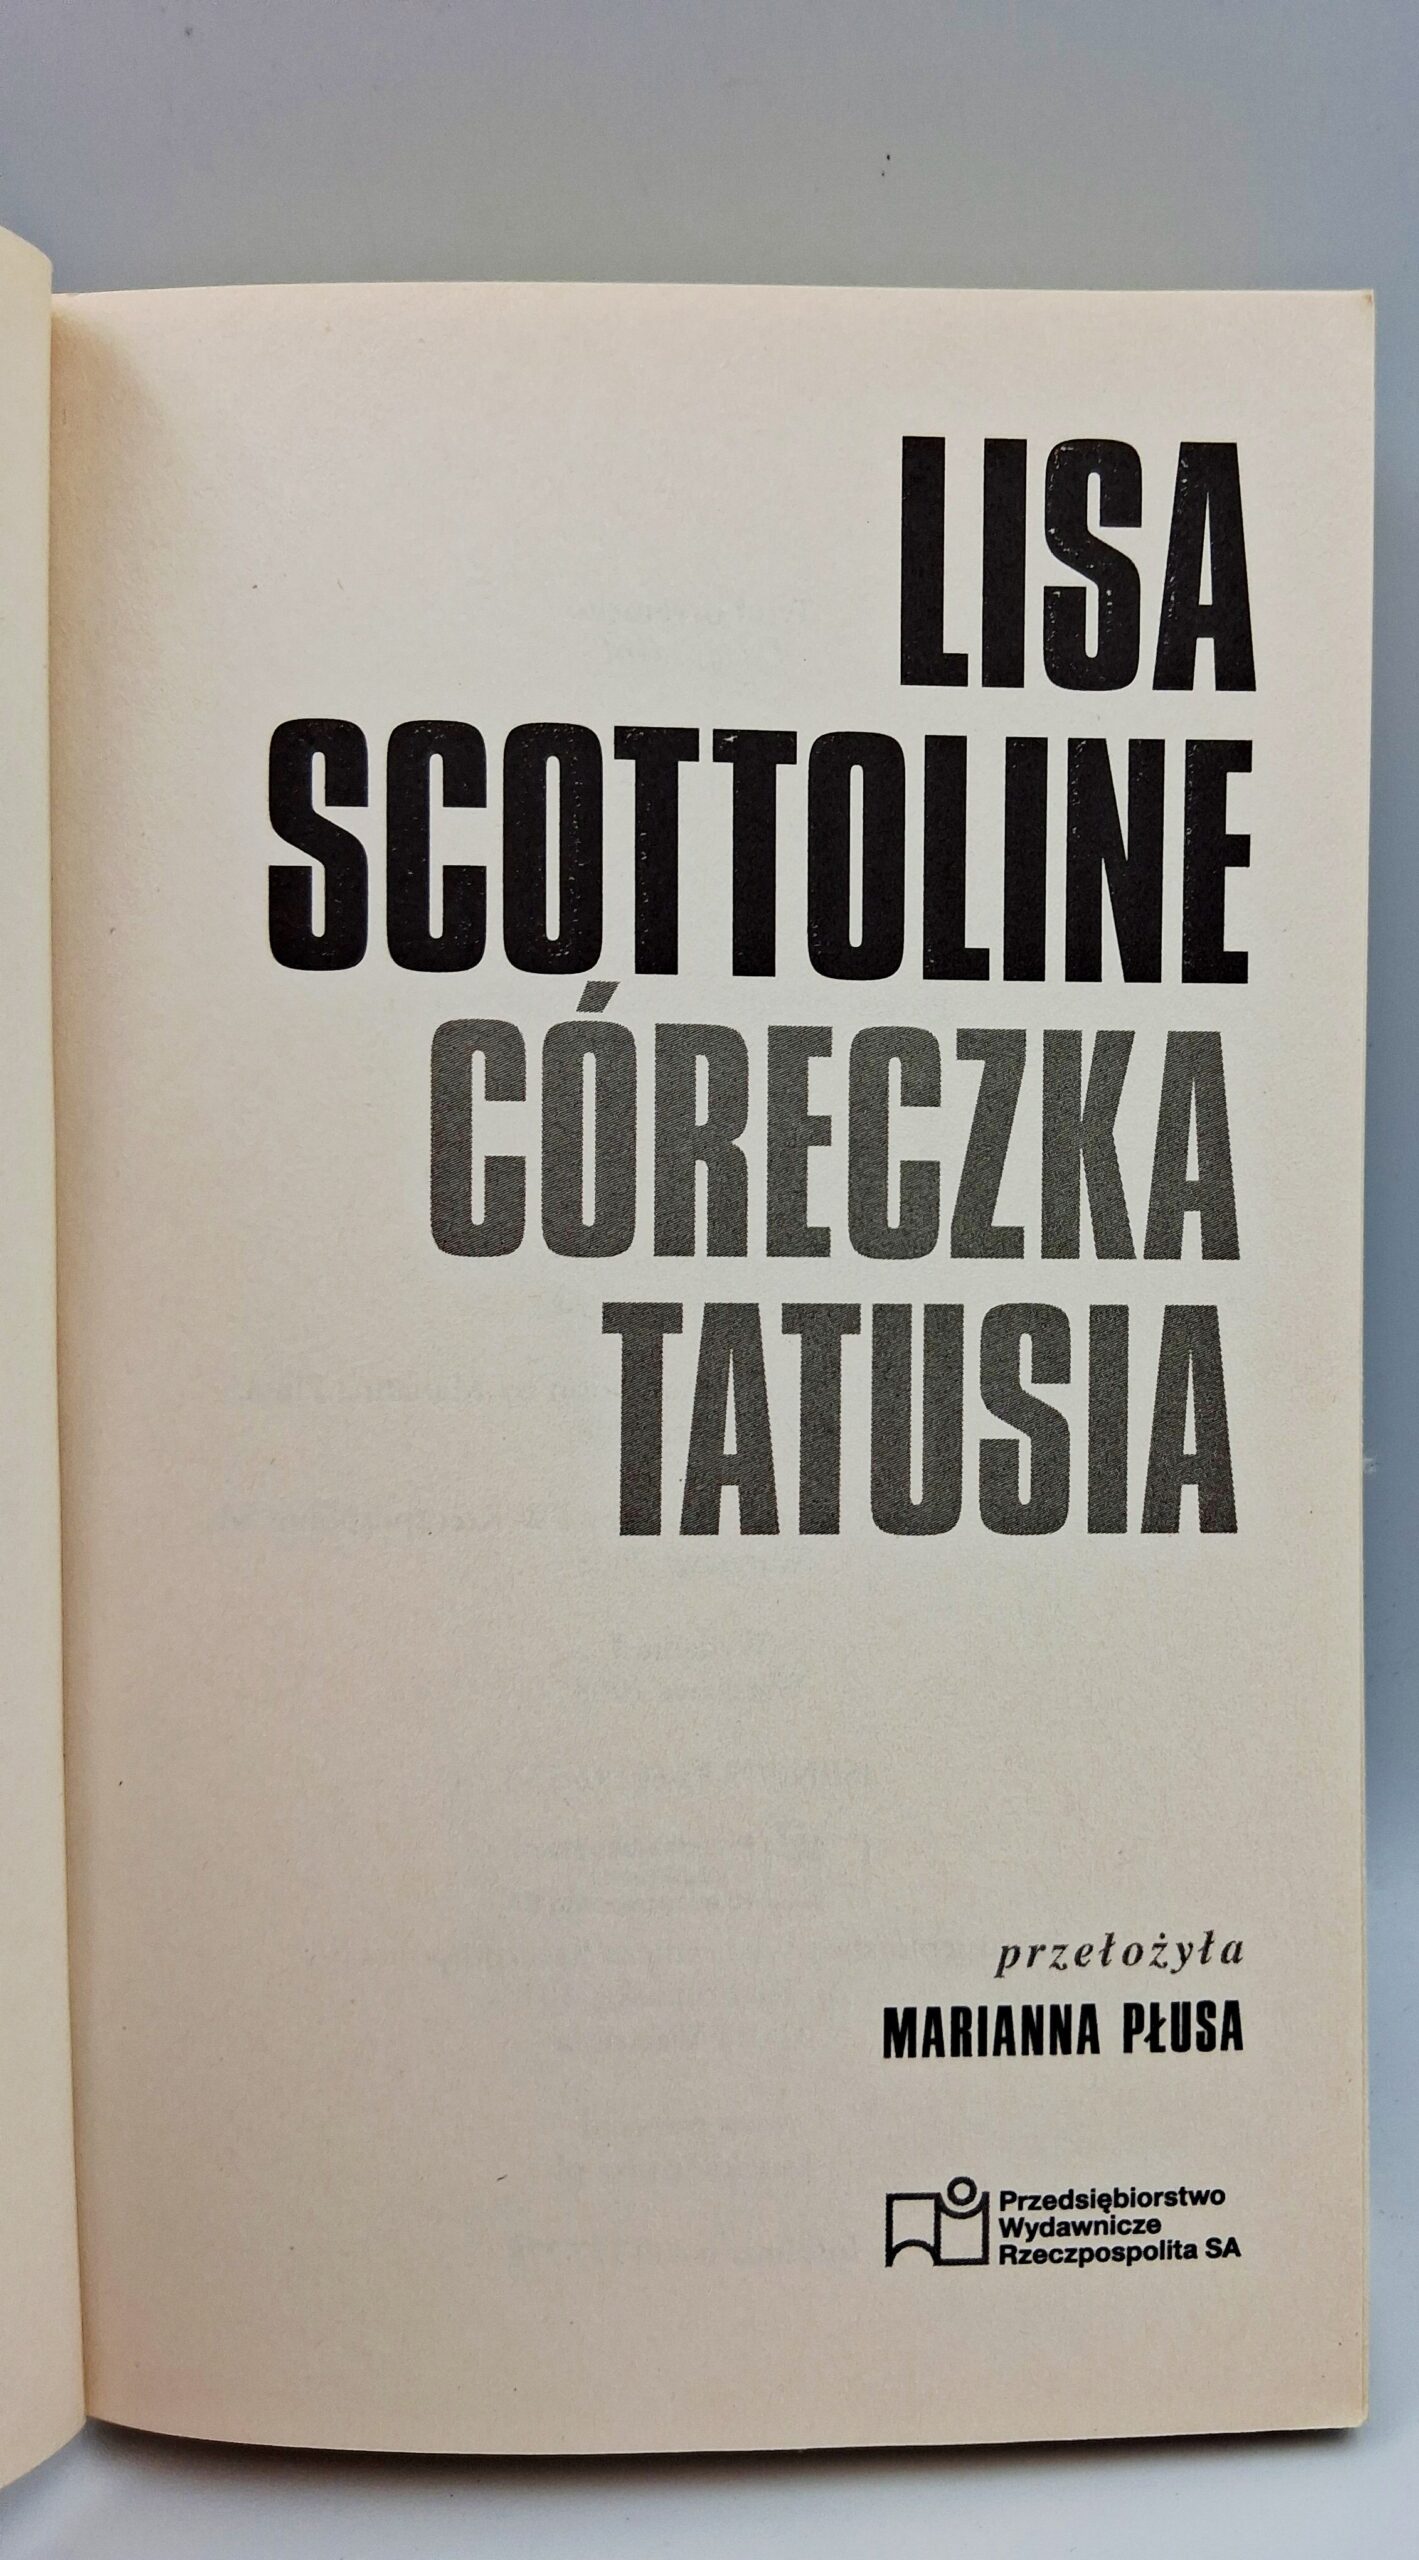 LISA
SCOTTOLINE
CÓRECZKA
TATUSIA
przełożyła
MARIANNA PŁUSA
Przedsiębiorstwo
Wydawnicze
Rzeczpospolita SA